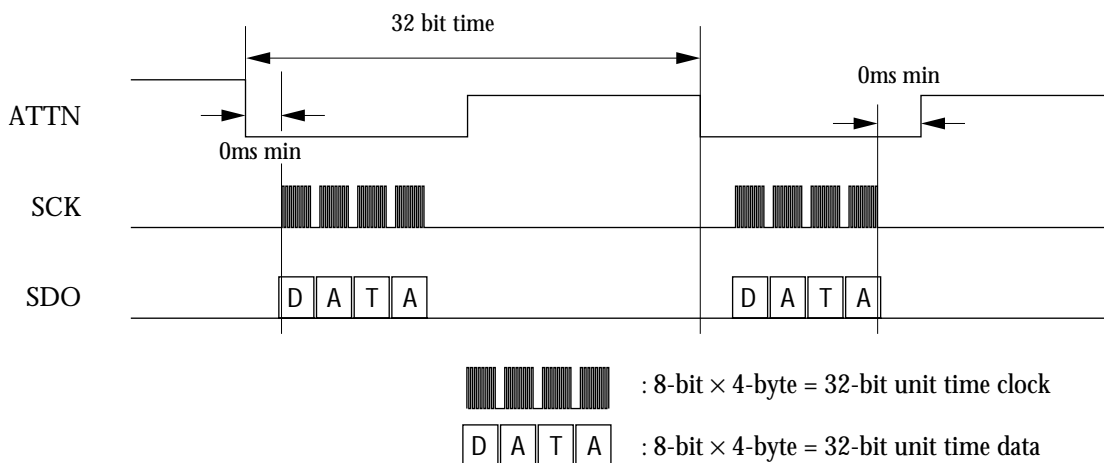 32 bit time
0ms min
ATTN
0ms min
SCK
SDO
D A T A
D A T A
: 8-bit × 4-byte = 32-bit unit time clock
D A T A
: 8-bit × 4-byte = 32-bit unit time data